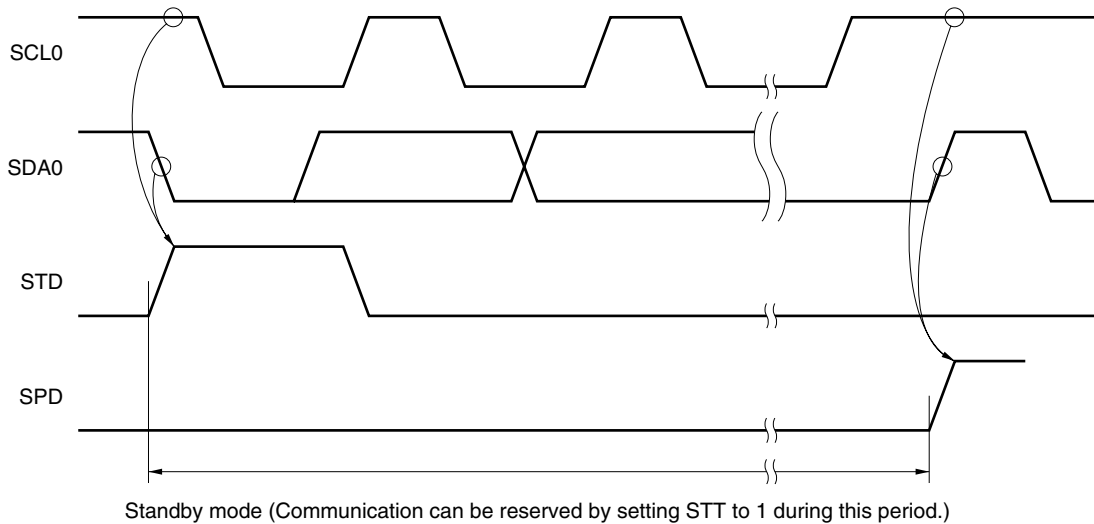 SCL0
SDA0
STD
SPD
Standby mode (Communication can be reserved by setting STT to 1 during this period.)